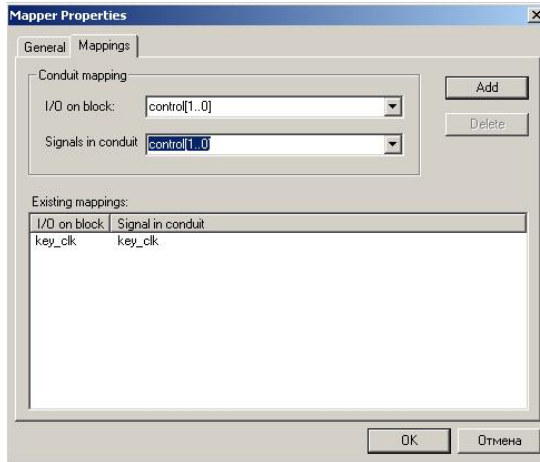 Mapper Properties
General Mappings
Conduit mapping
I/O on block: control[1..0]
Signals in conduit control[1..0]
Add
Delete
Existing mappings:
I/O on block Signal in conduit
key_clk key_clk
OK Отмена